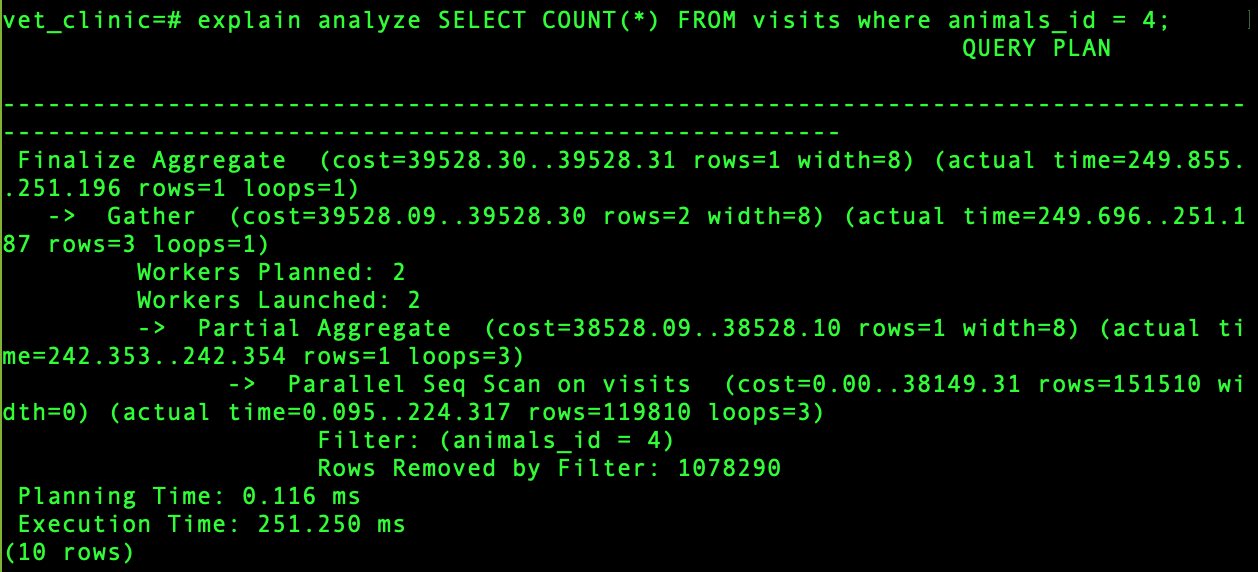 vet_clinic=# explain analyze SELECT COUNT(*) FROM visits where animals_id = 4;
QUERY PLAN
-----------------------------------------------------------------------------------
--------------------------------------------------------
Finalize Aggregate  (cost=39528.30..39528.31 rows=1 width=8) (actual time=249.855.
.251.196 rows=1 loops=1)
->  Gather  (cost=39528.09..39528.30 rows=2 width=8) (actual time=249.696..251.1
87 rows=3 loops=1)
Workers Planned: 2
Workers Launched: 2
->  Partial Aggregate  (cost=38528.09..38528.10 rows=1 width=8) (actual ti
me=242.353..242.354 rows=1 loops=3)
->  Parallel Seq Scan on visits  (cost=0.00..38149.31 rows=151510 wi
dth=0) (actual time=0.095..224.317 rows=119810 loops=3)
Filter: (animals_id = 4)
Rows Removed by Filter: 1078290
Planning Time: 0.116 ms
Execution Time: 251.250 ms
(10 rows)